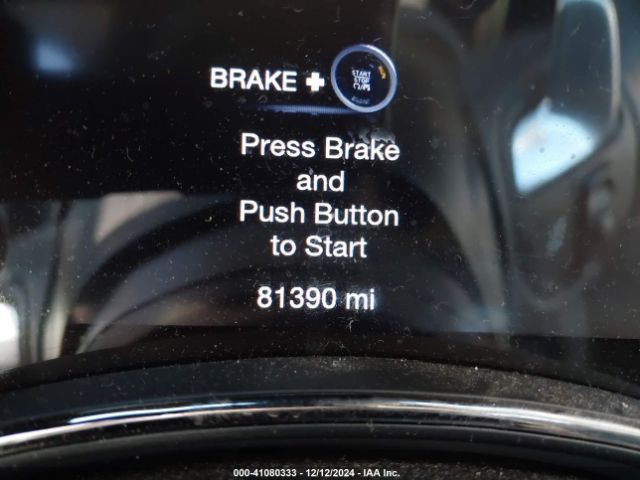 BRAKE +
START
STOP
Press Brake
and
Push Button
to Start
81390 mi
000-41080333 - 12/12/2024 - IAA Inc.